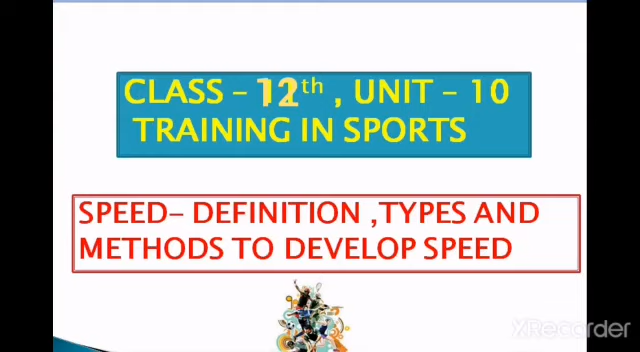 CLASS – 12th , UNIT – 10
TRAINING IN SPORTS
SPEED– DEFINITION ,TYPES AND
METHODS TO DEVELOP SPEED
XRecorder